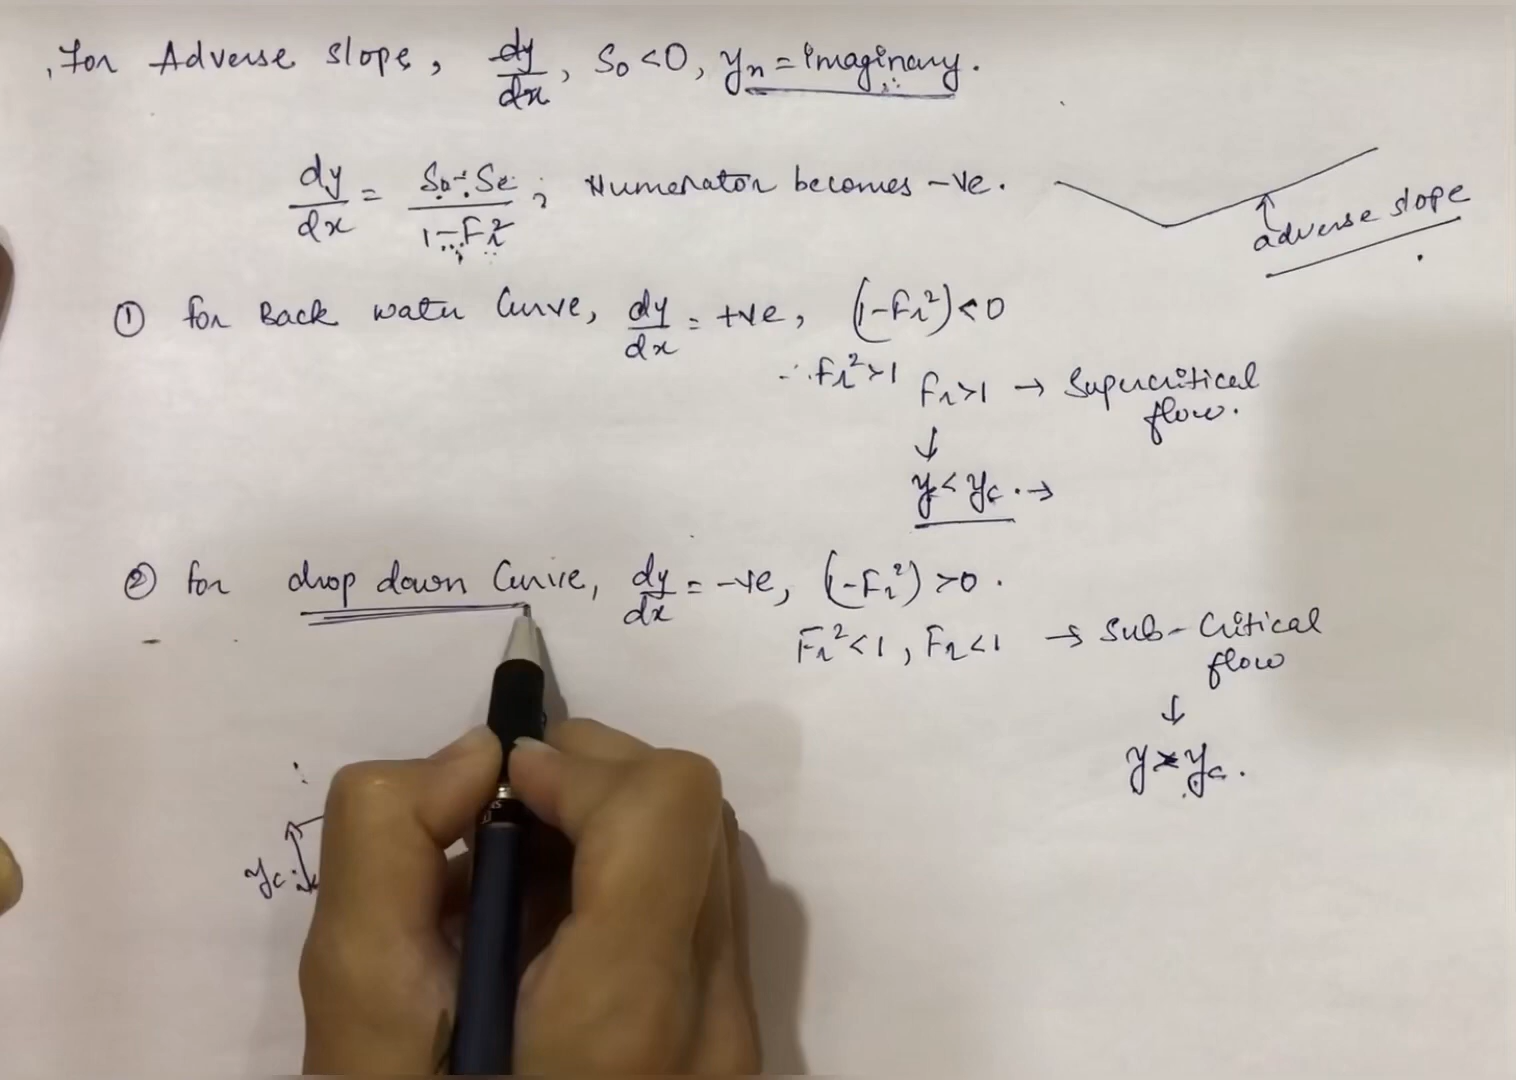 For Adverse slope, dy/dx, S₀<0, yₙ = imaginary.
dy/dx = S₀-Se/1-Fr²; Numerator becomes -ve.
adverse slope
① for Back water Curve, dy/dx = +ve, (1-Fr²)<0
∴ Fr²>1 Fr>1 → Supercritical flow.
↓
y<yc. →
② for drop down Curve, dy/dx = -ve, (1-Fr²)>0.
Fr²<1, Fr<1 → Sub-Critical flow
↓
y>yc.
yc